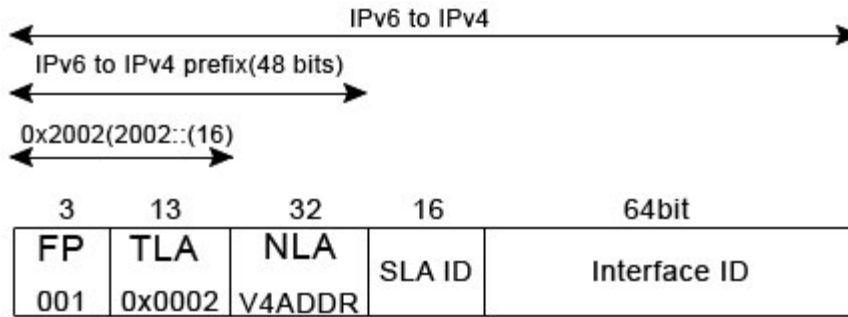 IPv6 to IPv4
IPv6 to IPv4 prefix(48 bits)
0x2002(2002::(16)
3 13 32 16 64bit
FP TLA NLA SLA ID Interface ID
001 0x0002 V4ADDR